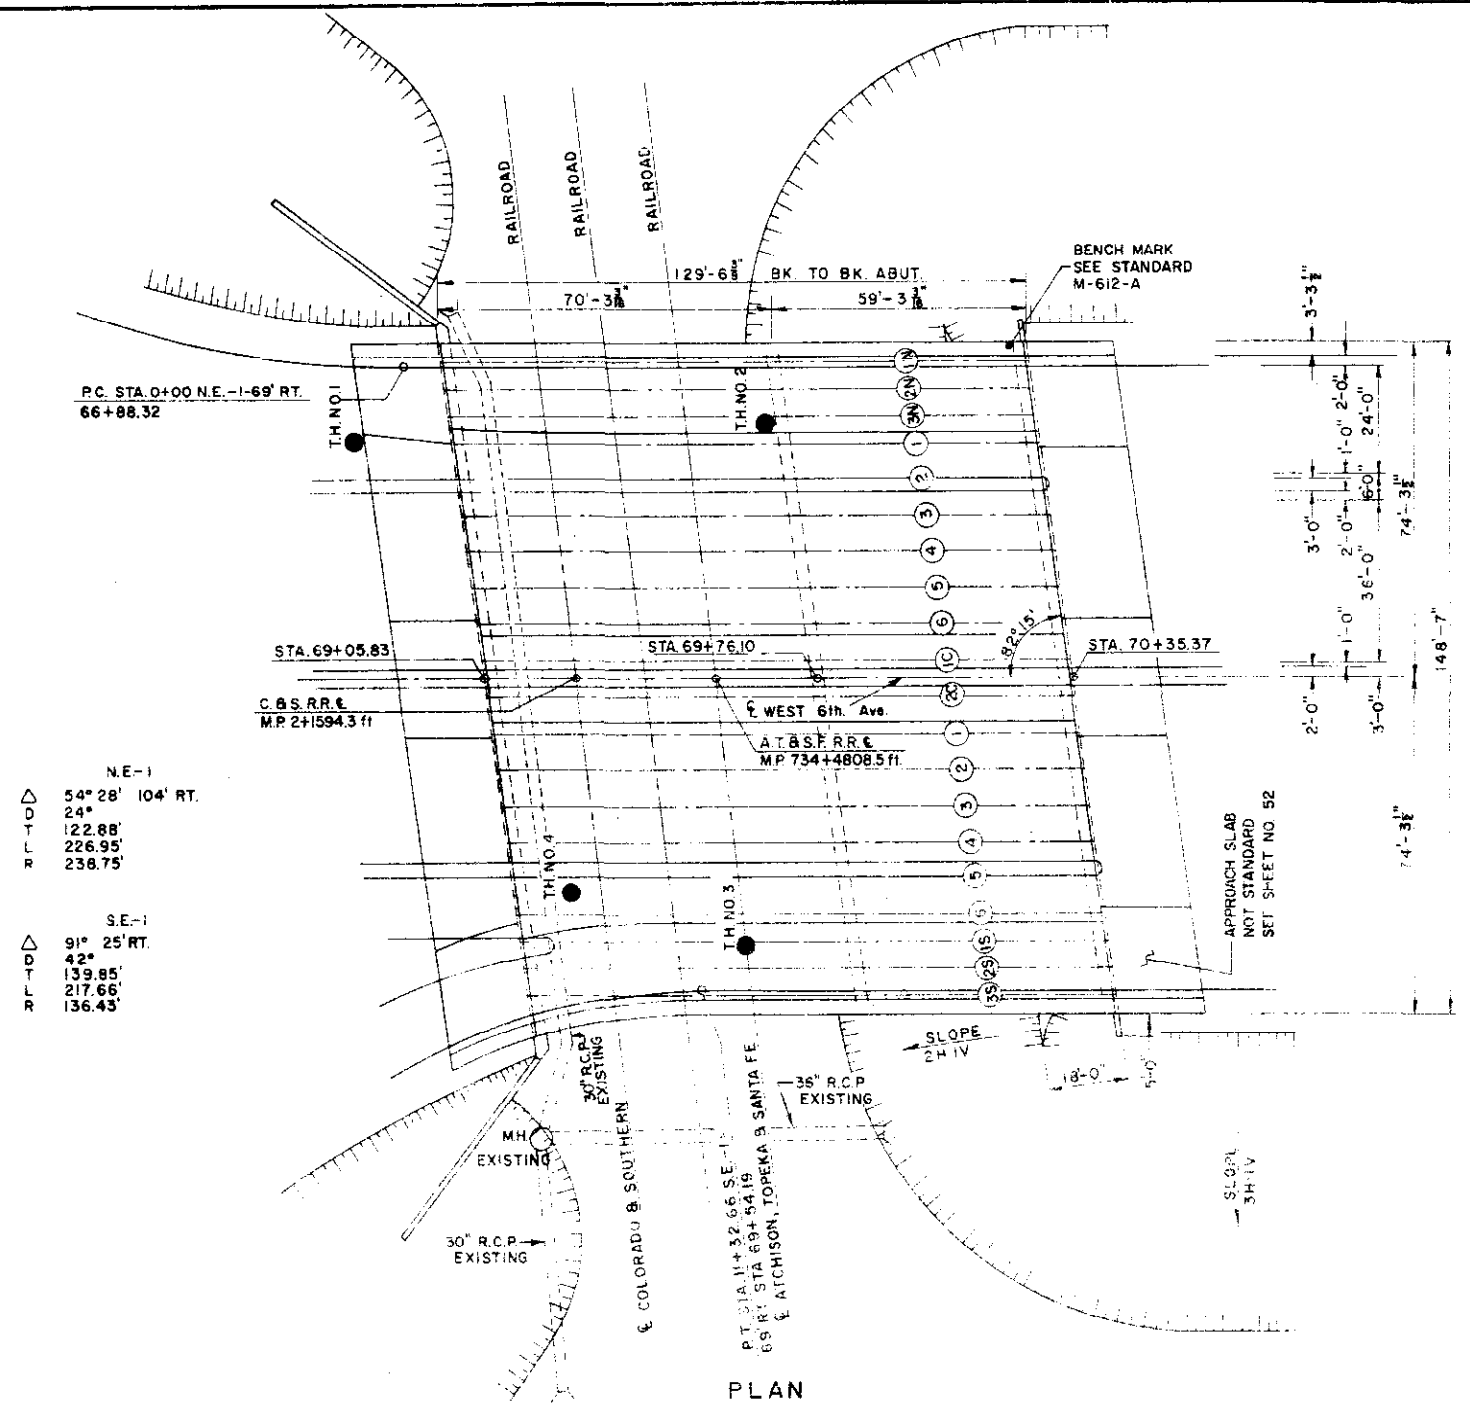 RAILROAD
RAILROAD
RAILROAD
129'-6 BK. TO BK. ABUT.
70'-3 3/16"
59'-3 3/16"
BENCH MARK
SEE STANDARD
M-612-A
3'-3½"
P.C. STA. 0+00 N.E.-1-69' RT.
66+88.32
T.H. NO. 1
T.H. NO. 2
1N
2N
3N
1
2
3
4
5
6
1C
2C
1
2
3
4
5
6
1S
2S
3S
2'-0"
24'-0"
1'-0"
6'-0"
74'-3½"
3'-0"
2'-0"
36'-0"
1'-0"
148'-7"
2'-0"
3'-0"
74'-3½"
82°15'
STA. 69+05.83
STA. 69+76.10
STA. 70+35.37
C. & S. R.R. ℄
M.P. 2+1594.3 ft
℄ WEST 6th. Ave.
A.T. & S.F. R.R. ℄
M.P. 734+4808.5 ft.
N.E.-1
Δ 54° 28' 104' RT.
D 24°
T 122.88'
L 226.95'
R 238.75'
S.E.-1
Δ 91° 25' RT.
D 42°
T 139.85'
L 217.66'
R 136.43'
T.H. NO. 4
T.H. NO. 3
APPROACH SLAB
NOT STANDARD
SEE SHEET NO. 52
SLOPE
2H:1V
18'-0"
5'-0"
SLOPE
3H:1V
30" R.C.P.
EXISTING
36" R.C.P.
EXISTING
M.H.
EXISTING
30" R.C.P.
EXISTING
℄ COLORADO & SOUTHERN
P.T. STA. 11+32.66 S.E.-1
69' RT. STA 69+54.19
℄ ATCHISON, TOPEKA & SANTA FE
PLAN